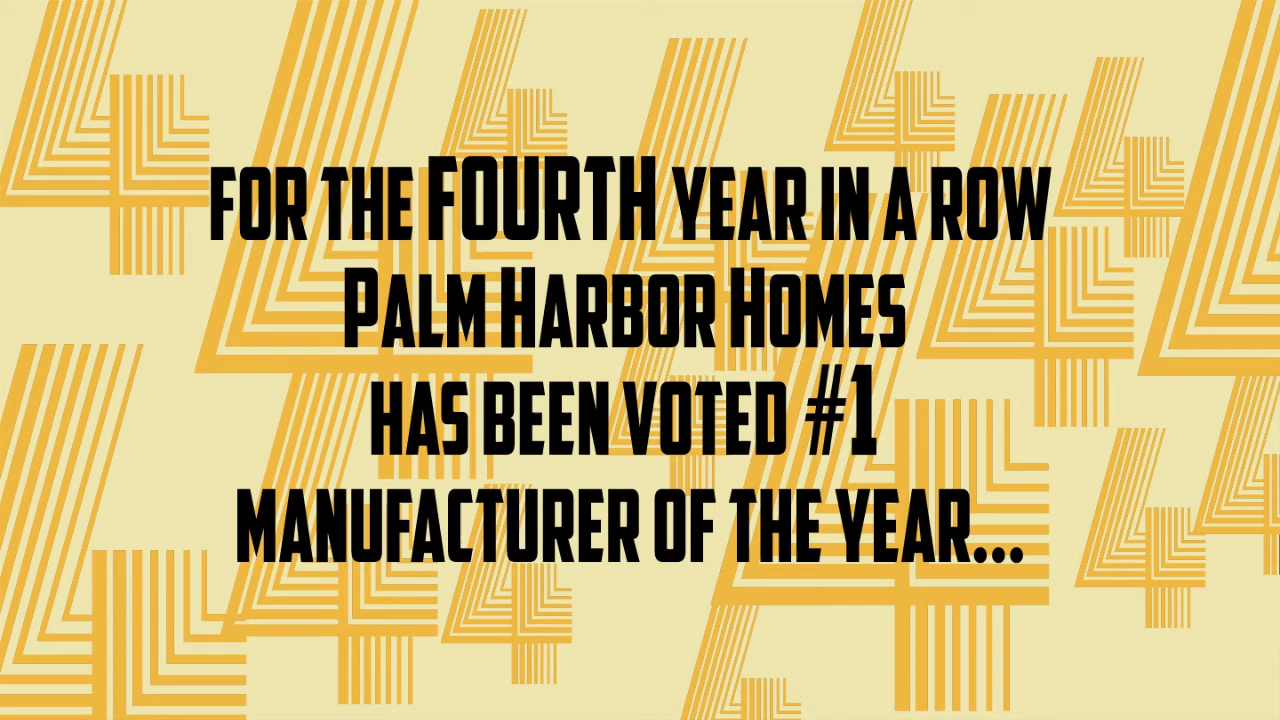 FOR THE FOURTH YEAR IN A ROW
PALM HARBOR HOMES
HAS BEEN VOTED #1
MANUFACTURER OF THE YEAR...